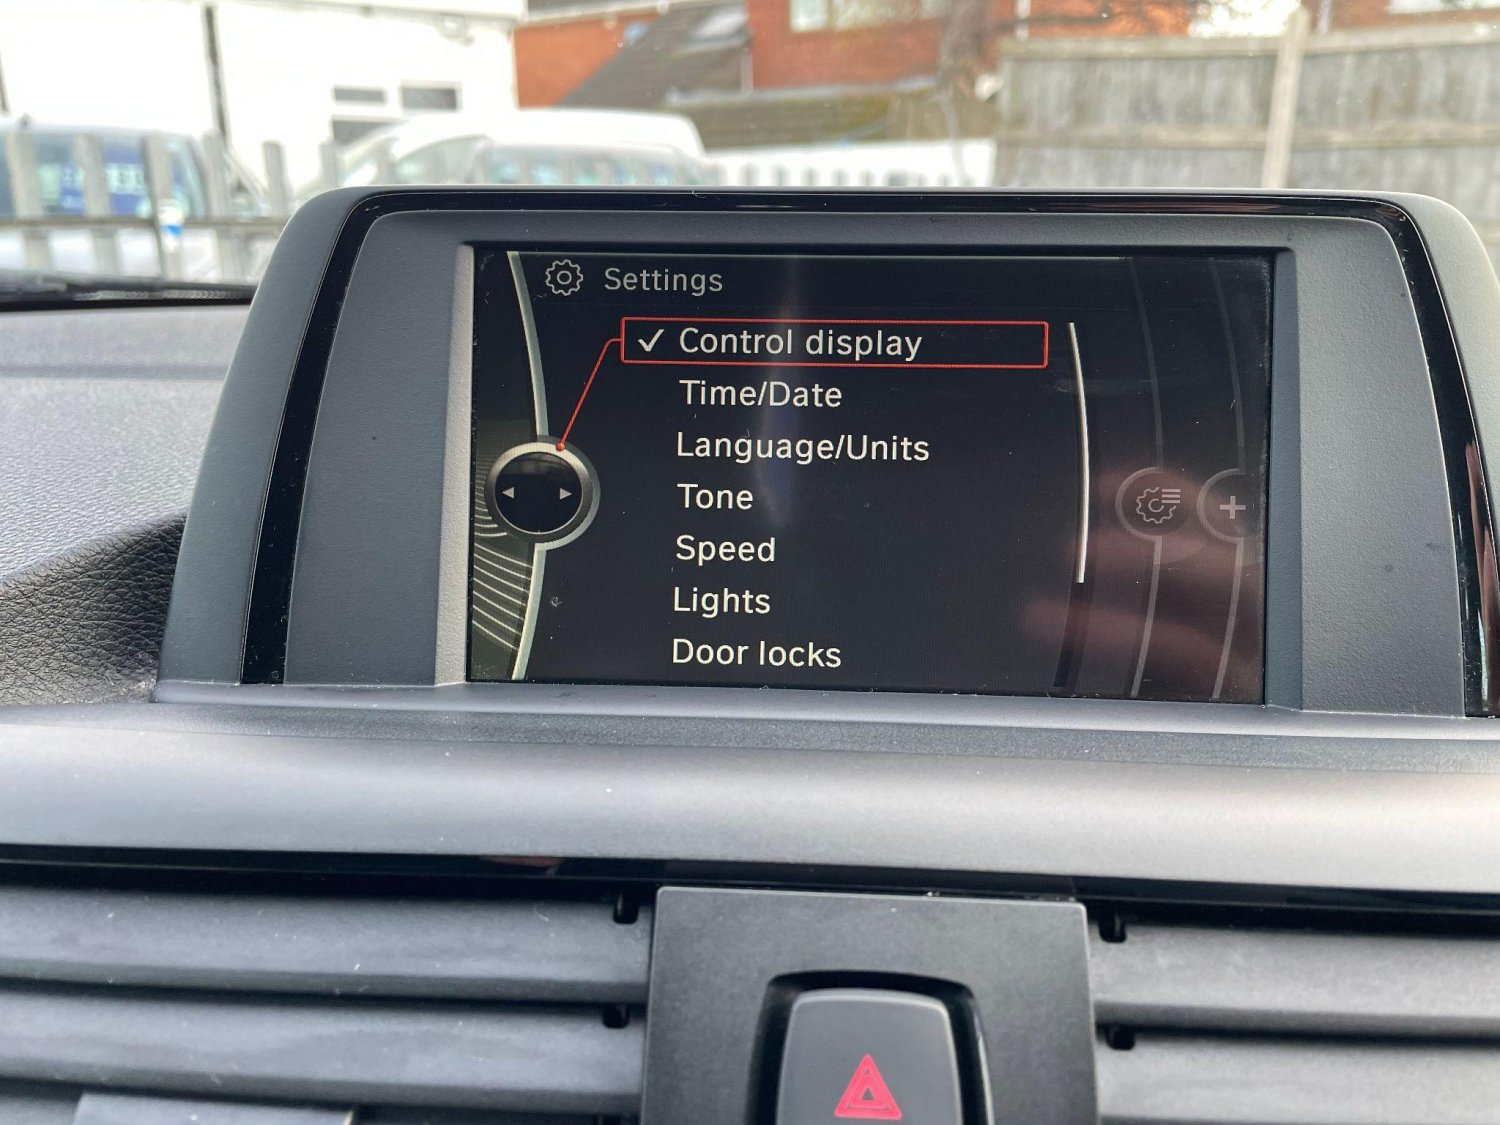 Settings
Control display
Time/Date
Language/Units
Tone
Speed
Lights
Door locks